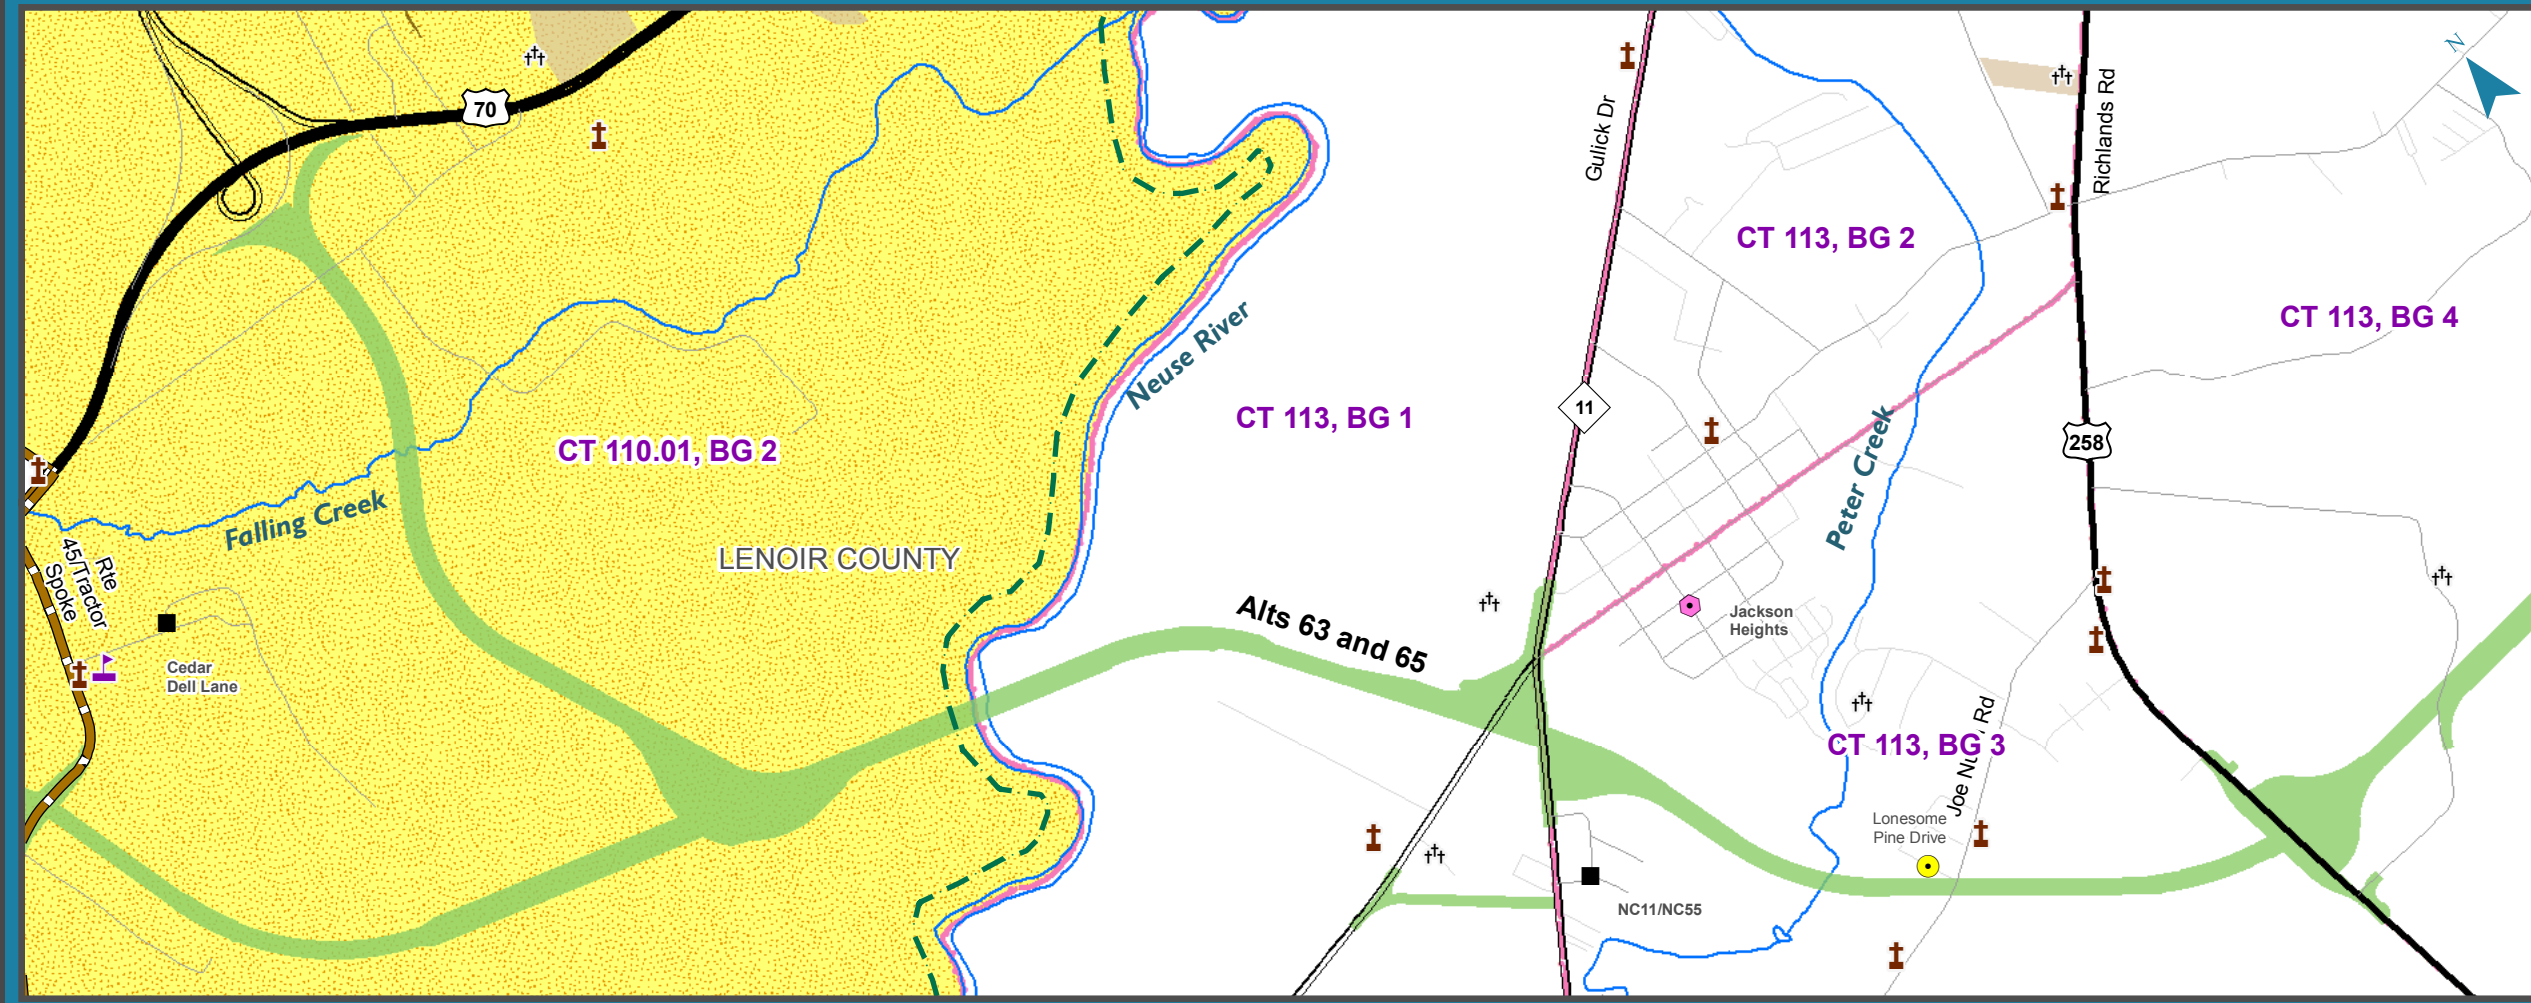 N
70
Gulick Dr
Richlands Rd
CT 113, BG 2
CT 113, BG 4
Neuse River
11
CT 113, BG 1
258
CT 110.01, BG 2
Peter Creek
Falling Creek
LENOIR COUNTY
Rte
45/Tractor
Spoke
Alts 63 and 65
Jackson
Heights
Cedar
Dell Lane
CT 113, BG 3
Joe Nu Rd
Lonesome
Pine Drive
NC11/NC55